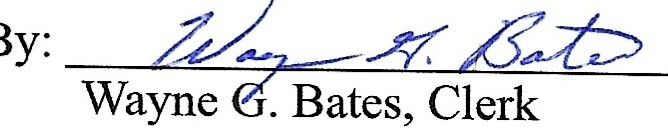 By: Wayne G. Bates
Wayne G. Bates, Clerk